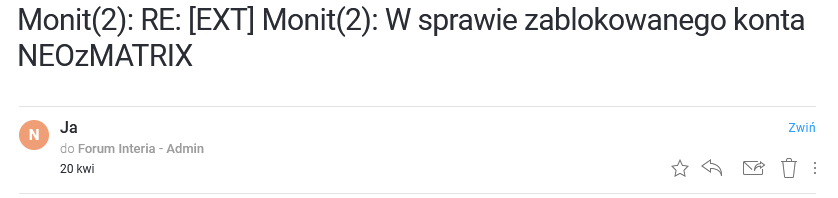 Monit(2): RE: [EXT] Monit(2): W sprawie zablokowanego konta
NEOzMATRIX
N
Ja
Zwiń
do Forum Interia - Admin
20 kwi